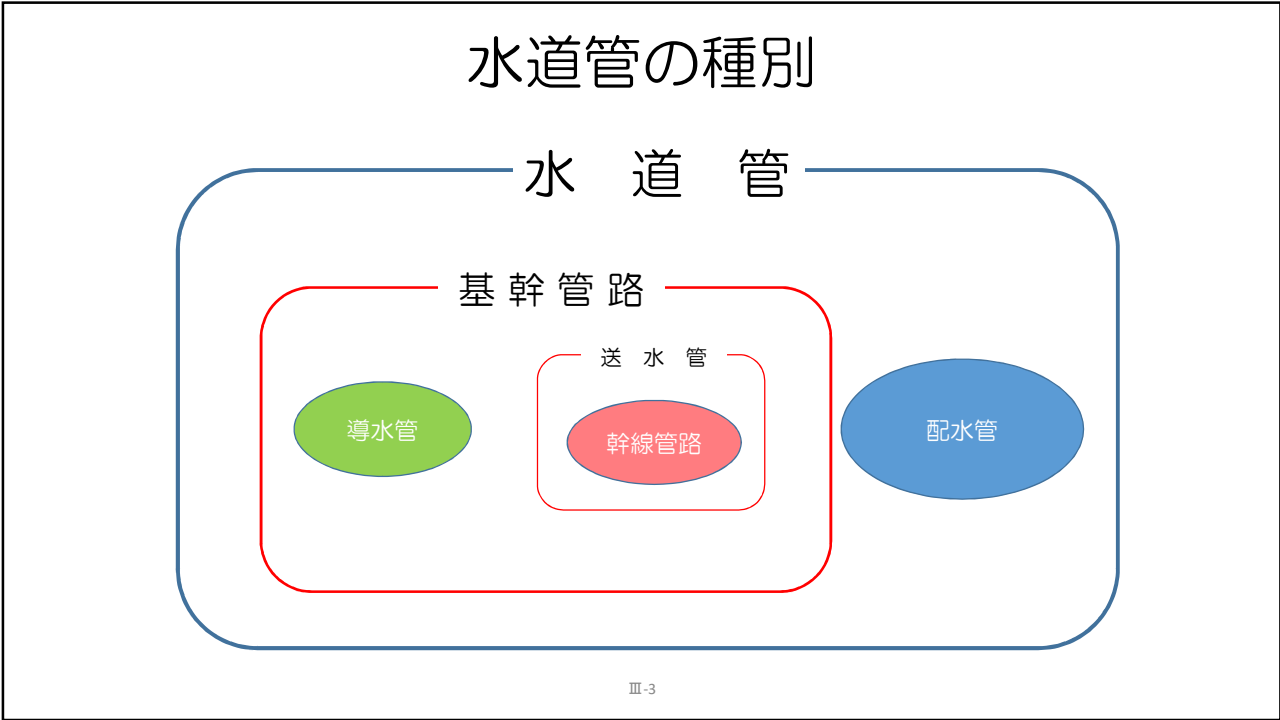 水道管の種別
水　道　管
基 幹 管 路
送　水　管
導水管
幹線管路
配水管
Ⅲ-3